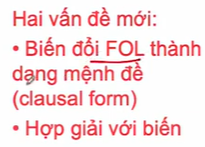 Hai vấn đề mới:
• Biến đổi FOL thành
dạng mệnh đề
(clausal form)
• Hợp giải với biến